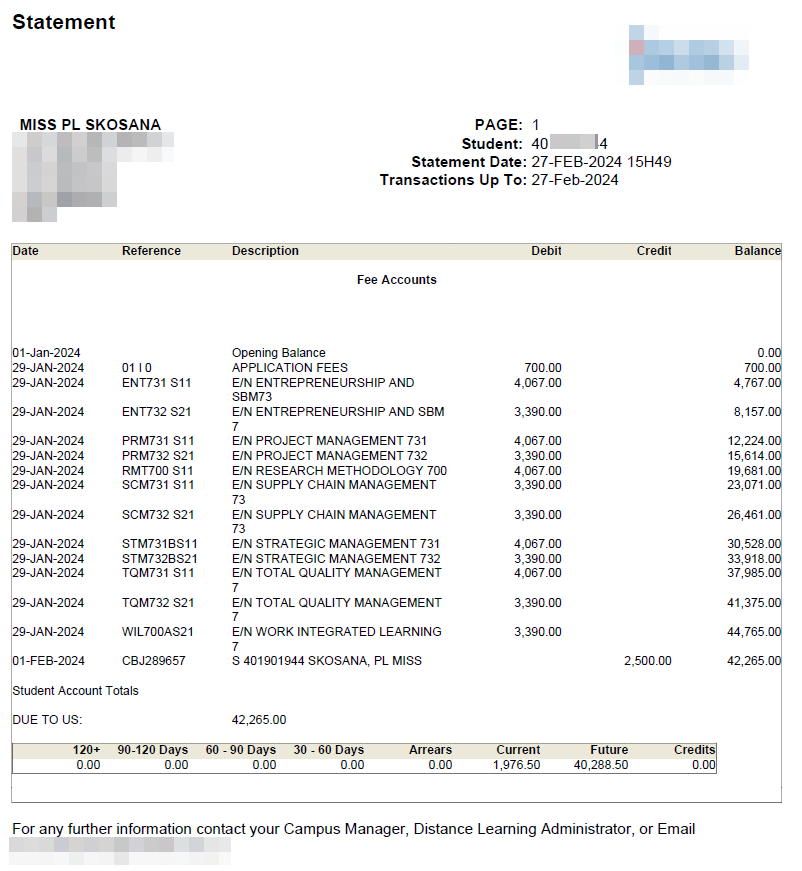 Statement
MISS PL SKOSANA
PAGE: 1
Student: 40 4
Statement Date: 27-FEB-2024 15H49
Transactions Up To: 27-Feb-2024
Date Reference Description Debit Credit Balance
Fee Accounts
01-Jan-2024 Opening Balance 0.00
29-JAN-2024 01 I 0 APPLICATION FEES 700.00 700.00
29-JAN-2024 ENT731 S11 E/N ENTREPRENEURSHIP AND 4,067.00 4,767.00
SBM73
29-JAN-2024 ENT732 S21 E/N ENTREPRENEURSHIP AND SBM 3,390.00 8,157.00
7
29-JAN-2024 PRM731 S11 E/N PROJECT MANAGEMENT 731 4,067.00 12,224.00
29-JAN-2024 PRM732 S21 E/N PROJECT MANAGEMENT 732 3,390.00 15,614.00
29-JAN-2024 RMT700 S11 E/N RESEARCH METHODOLOGY 700 4,067.00 19,681.00
29-JAN-2024 SCM731 S11 E/N SUPPLY CHAIN MANAGEMENT 3,390.00 23,071.00
73
29-JAN-2024 SCM732 S21 E/N SUPPLY CHAIN MANAGEMENT 3,390.00 26,461.00
73
29-JAN-2024 STM731BS11 E/N STRATEGIC MANAGEMENT 731 4,067.00 30,528.00
29-JAN-2024 STM732BS21 E/N STRATEGIC MANAGEMENT 732 3,390.00 33,918.00
29-JAN-2024 TQM731 S11 E/N TOTAL QUALITY MANAGEMENT 4,067.00 37,985.00
7
29-JAN-2024 TQM732 S21 E/N TOTAL QUALITY MANAGEMENT 3,390.00 41,375.00
7
29-JAN-2024 WIL700AS21 E/N WORK INTEGRATED LEARNING 3,390.00 44,765.00
7
01-FEB-2024 CBJ289657 S 401901944 SKOSANA, PL MISS 2,500.00 42,265.00
Student Account Totals
DUE TO US: 42,265.00
120+ 90-120 Days 60 - 90 Days 30 - 60 Days Arrears Current Future Credits
0.00 0.00 0.00 0.00 0.00 1,976.50 40,288.50 0.00
For any further information contact your Campus Manager, Distance Learning Administrator, or Email